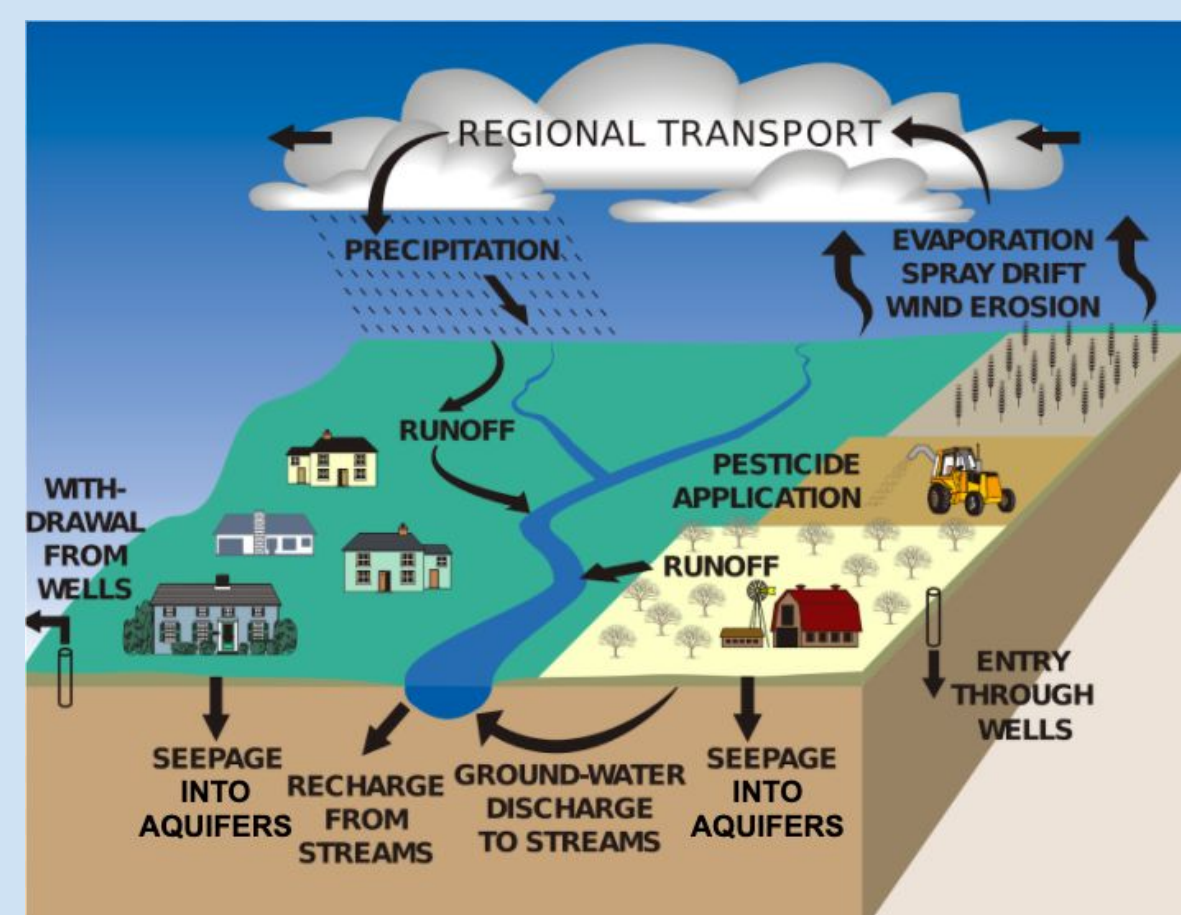 REGIONAL TRANSPORT
PRECIPITATION
EVAPORATION
SPRAY DRIFT
WIND EROSION
RUNOFF
PESTICIDE
APPLICATION
WITH-
DRAWAL
FROM
WELLS
RUNOFF
ENTRY
THROUGH
WELLS
SEEPAGE
INTO
AQUIFERS
RECHARGE
FROM
STREAMS
GROUND-WATER
DISCHARGE
TO STREAMS
SEEPAGE
INTO
AQUIFERS